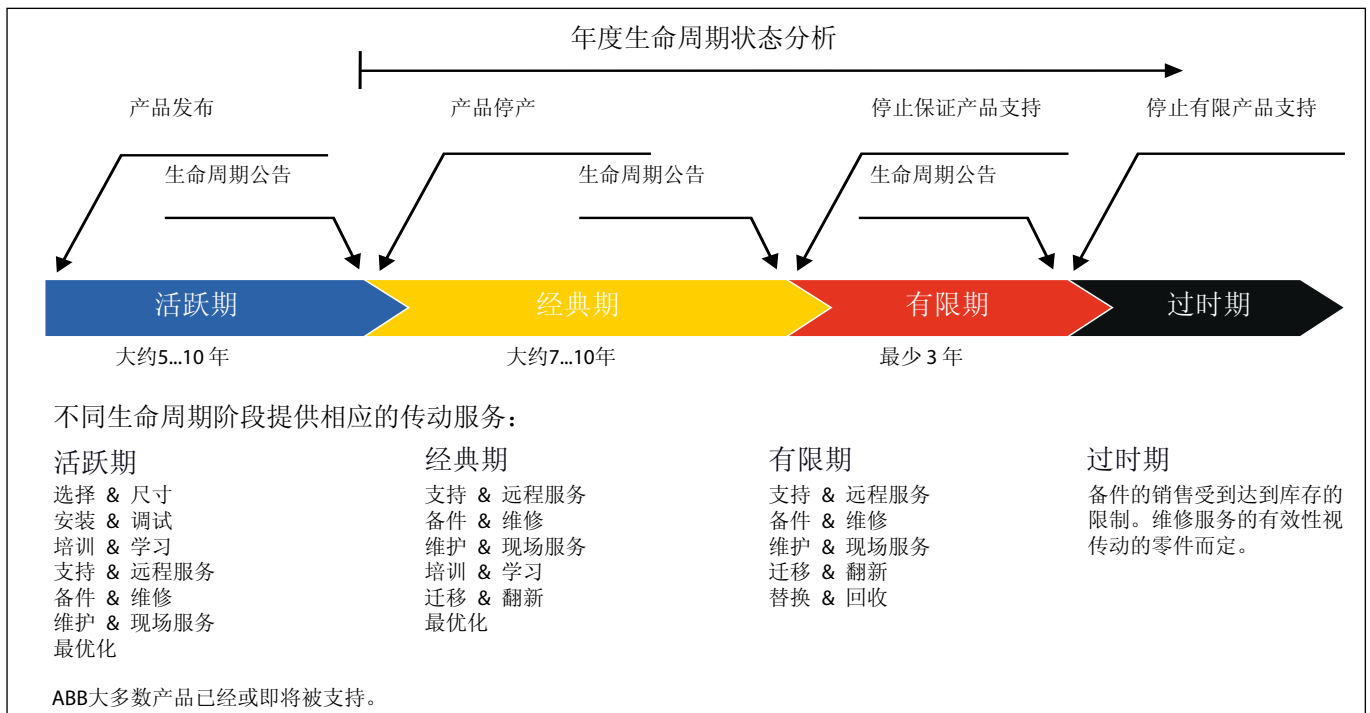 年度生命周期状态分析
产品发布
产品停产
停止保证产品支持
停止有限产品支持
生命周期公告
生命周期公告
生命周期公告
活跃期
经典期
有限期
过时期
大约5...10 年
大约7...10年
最少 3 年
不同生命周期阶段提供相应的传动服务：
活跃期
选择 & 尺寸
安装 & 调试
培训 & 学习
支持 & 远程服务
备件 & 维修
维护 & 现场服务
最优化
经典期
支持 & 远程服务
备件 & 维修
维护 & 现场服务
培训 & 学习
迁移 & 翻新
最优化
有限期
支持 & 远程服务
备件 & 维修
维护 & 现场服务
迁移 & 翻新
替换 & 回收
过时期
备件的销售受到达到库存的
限制。维修服务的有效性视
传动的零件而定。
ABB大多数产品已经或即将被支持。